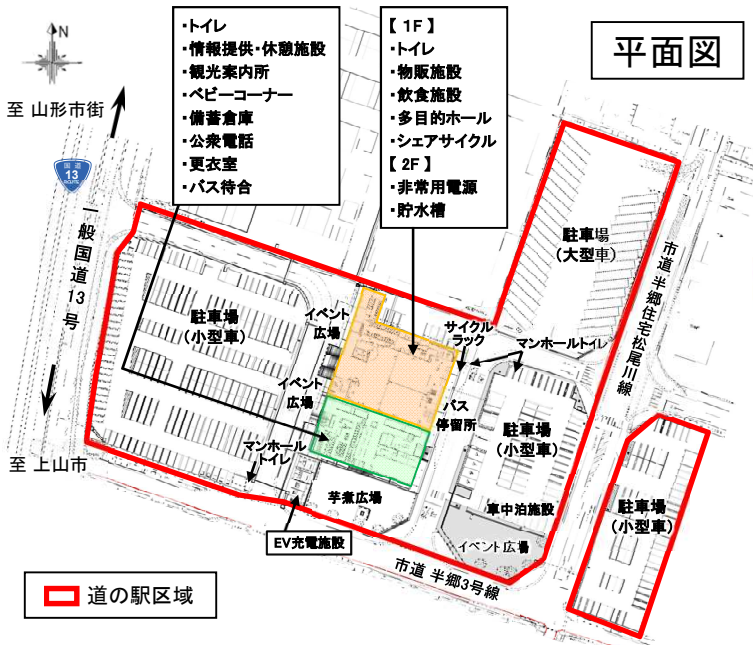 平面図
N
至 山形市街
国道
13
ROUTE
一般国道13号
至 上山市
・トイレ
・情報提供・休憩施設
・観光案内所
・ベビーコーナー
・備蓄倉庫
・公衆電話
・更衣室
・バス待合
【 1F 】
・トイレ
・物販施設
・飲食施設
・多目的ホール
・シェアサイクル
【 2F 】
・非常用電源
・貯水槽
駐車場
(大型車)
市道 半郷住宅松尾川線
駐車場
(小型車)
イベント
広場
イベント
広場
サイクル
ラック
マンホールトイレ
バス
停留所
駐車場
(小型車)
マンホール
トイレ
芋煮広場
車中泊施設
イベント広場
駐車場
(小型車)
EV充電施設
市道 半郷3号線
道の駅区域